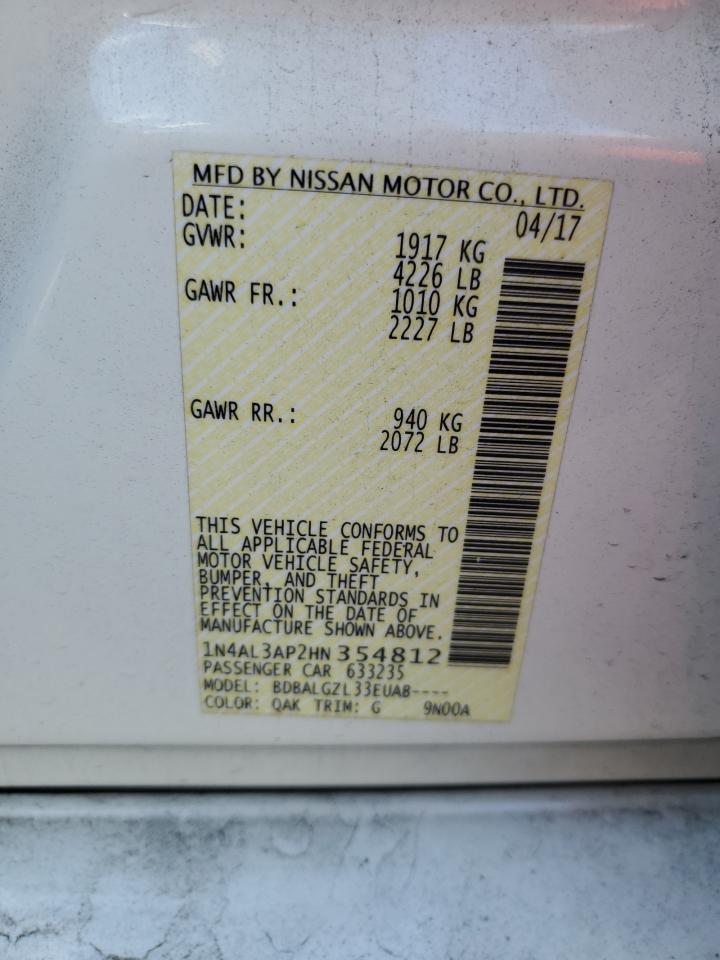 MFD BY NISSAN MOTOR CO., LTD.
DATE: 04/17
GVWR: 1917 KG
4226 LB
GAWR FR.: 1010 KG
2227 LB
GAWR RR.: 940 KG
2072 LB
THIS VEHICLE CONFORMS TO
ALL APPLICABLE FEDERAL
MOTOR VEHICLE SAFETY,
BUMPER, AND THEFT
PREVENTION STANDARDS IN
EFFECT ON THE DATE OF
MANUFACTURE SHOWN ABOVE.
1N4AL3AP2HN354812
PASSENGER CAR 633235
MODEL: BDBALGZL33EUAB----
COLOR: QAK TRIM: G 9N00A